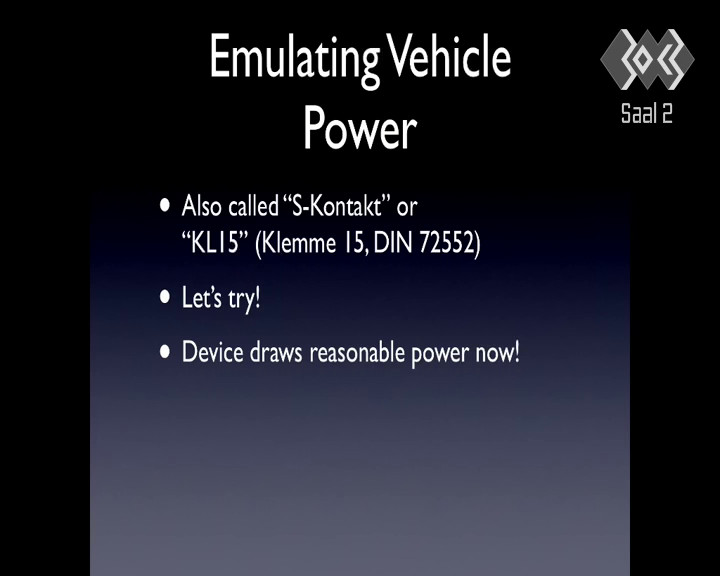 Emulating Vehicle
Power
Saal 2
• Also called “S-Kontakt” or
“KL15” (Klemme 15, DIN 72552)
• Let’s try!
• Device draws reasonable power now!